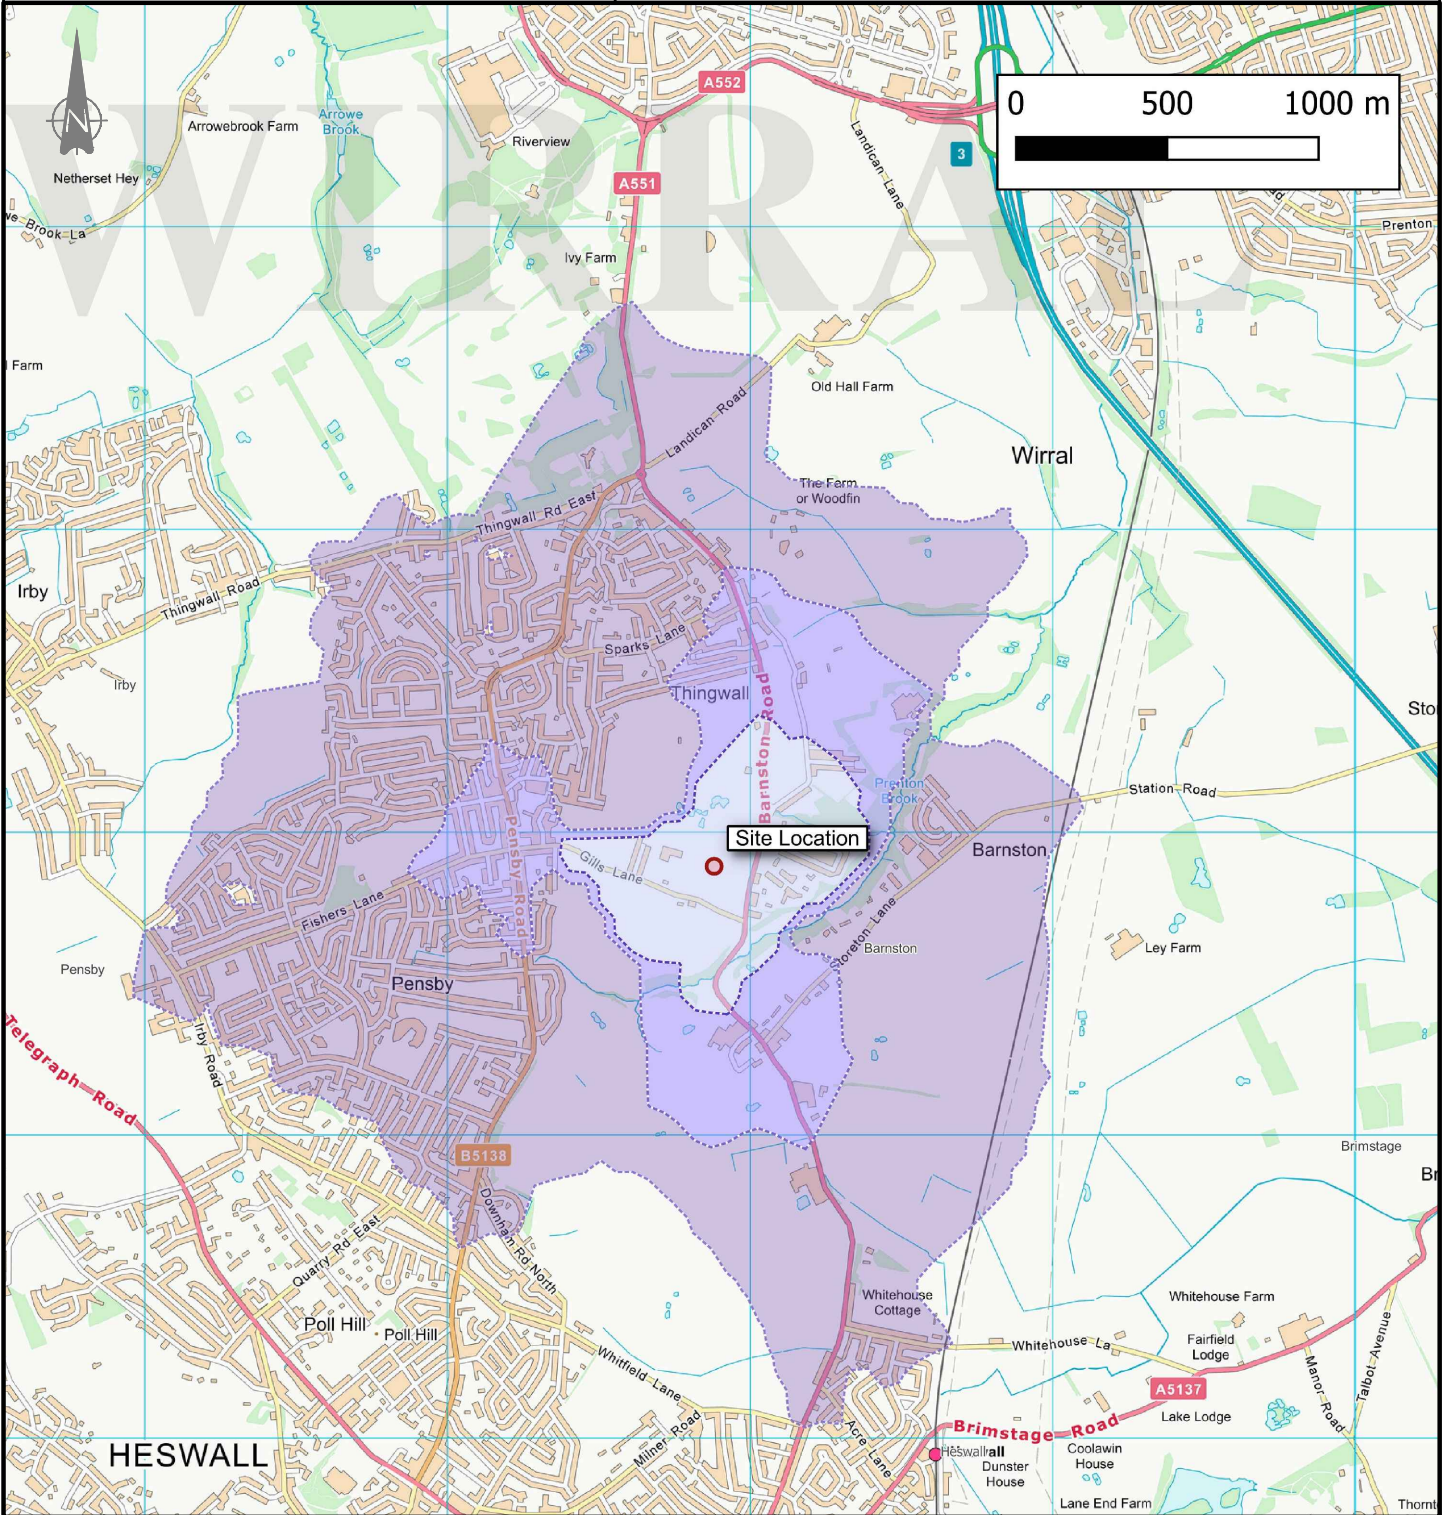 A552
0 500 1000 m
Arrowe
Brook
Arrowebrook Farm
Riverview
Landican Lane
3
N
Netherset Hey
A551
WIRRAL
we Brook La
Prenton
Ivy Farm
Farm
Old Hall Farm
Landican Road
Wirral
The Farm
or Woodfin
Thingwall Rd East
Irby
Thingwall Road
Sparks Lane
Irby
Thingwall
Barnston Road
Sto
Prenton
Brook
Station Road
Pensby Road
Site Location
Barnston
Gills Lane
Fishers Lane
Storeton Lane
Barnston
Ley Farm
Pensby
Pensby
Telegraph Road
Irby Road
B5138
Brimstage
Br
Downham Rd North
Quarry Rd East
Whitehouse
Cottage
Whitehouse Farm
Poll Hill
Poll Hill
Whitehouse La
Fairfield
Lodge
Talbot Avenue
Manor Road
Whitfield Lane
A5137
Lake Lodge
Milner Road
Acre Lane
Brimstage Road
HESWALL
Heswall
Dunster
House
Coolawin
House
Lane End Farm
Thornt